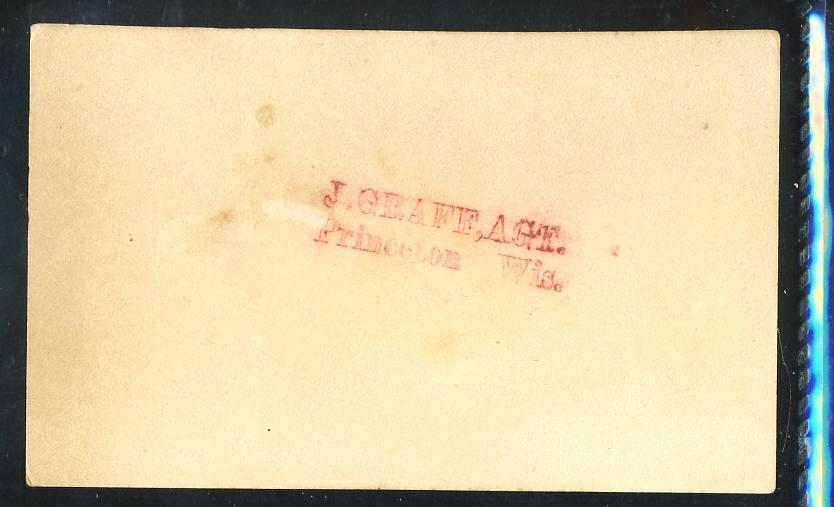 J. GRAFF, AGT.
Princeton Wis.